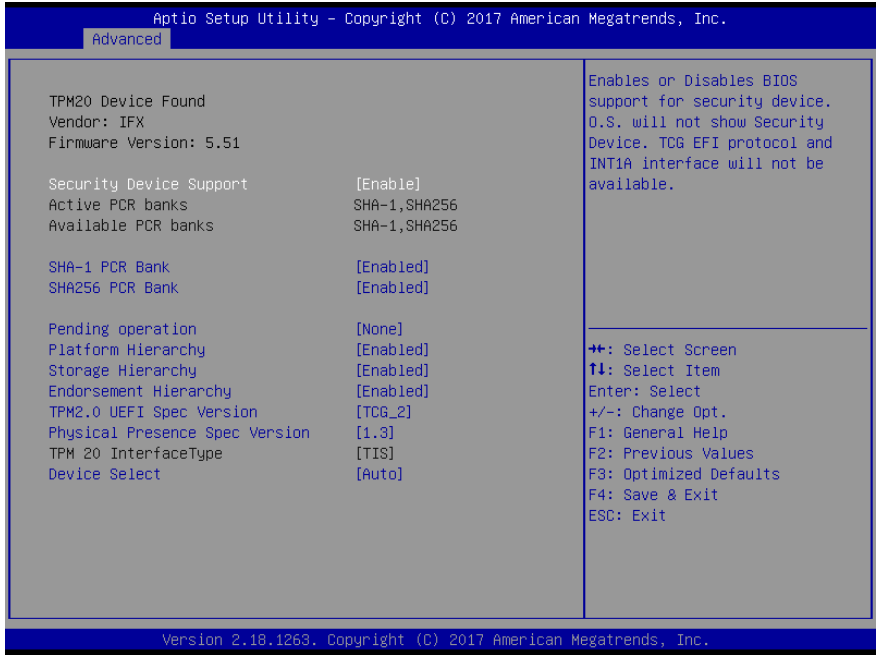 Aptio Setup Utility – Copyright (C) 2017 American Megatrends, Inc.
Advanced
TPM20 Device Found
Vendor: IFX
Firmware Version: 5.51
Security Device Support [Enable]
Active PCR banks SHA-1,SHA256
Available PCR banks SHA-1,SHA256
SHA-1 PCR Bank [Enabled]
SHA256 PCR Bank [Enabled]
Pending operation [None]
Platform Hierarchy [Enabled]
Storage Hierarchy [Enabled]
Endorsement Hierarchy [Enabled]
TPM2.0 UEFI Spec Version [TCG_2]
Physical Presence Spec Version [1.3]
TPM 20 InterfaceType [TIS]
Device Select [Auto]
Enables or Disables BIOS
support for security device.
O.S. will not show Security
Device. TCG EFI protocol and
INT1A interface will not be
available.
→←: Select Screen
↑↓: Select Item
Enter: Select
+/-: Change Opt.
F1: General Help
F2: Previous Values
F3: Optimized Defaults
F4: Save & Exit
ESC: Exit
Version 2.18.1263. Copyright (C) 2017 American Megatrends, Inc.